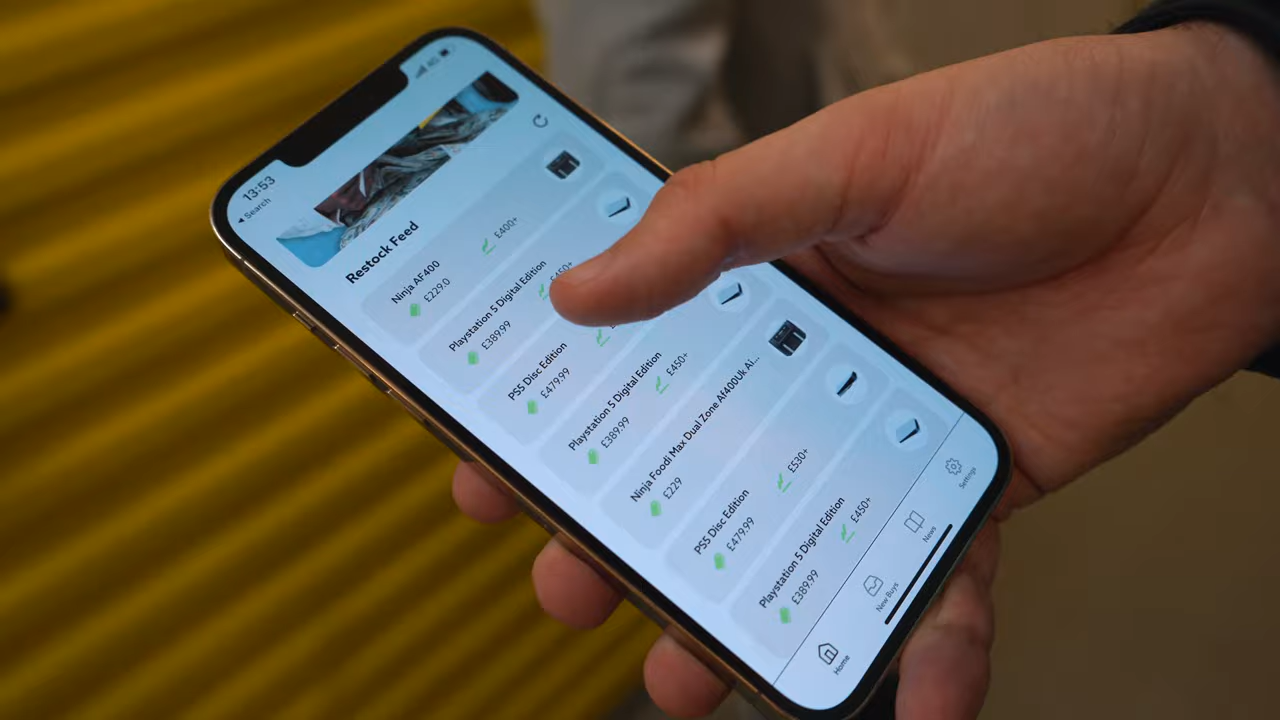 13:53
4G
◀ Search
Restock Feed
Ninja AF400
£229.0
£400+
Playstation 5 Digital Edition
£389.99
£450+
PS5 Disc Edition
£479.99
Playstation 5 Digital Edition
£389.99
£450+
Ninja Foodi Max Dual Zone Af400Uk Ai...
£229
PS5 Disc Edition
£479.99
£530+
Playstation 5 Digital Edition
£389.99
£450+
Home
New Buys
News
Settings